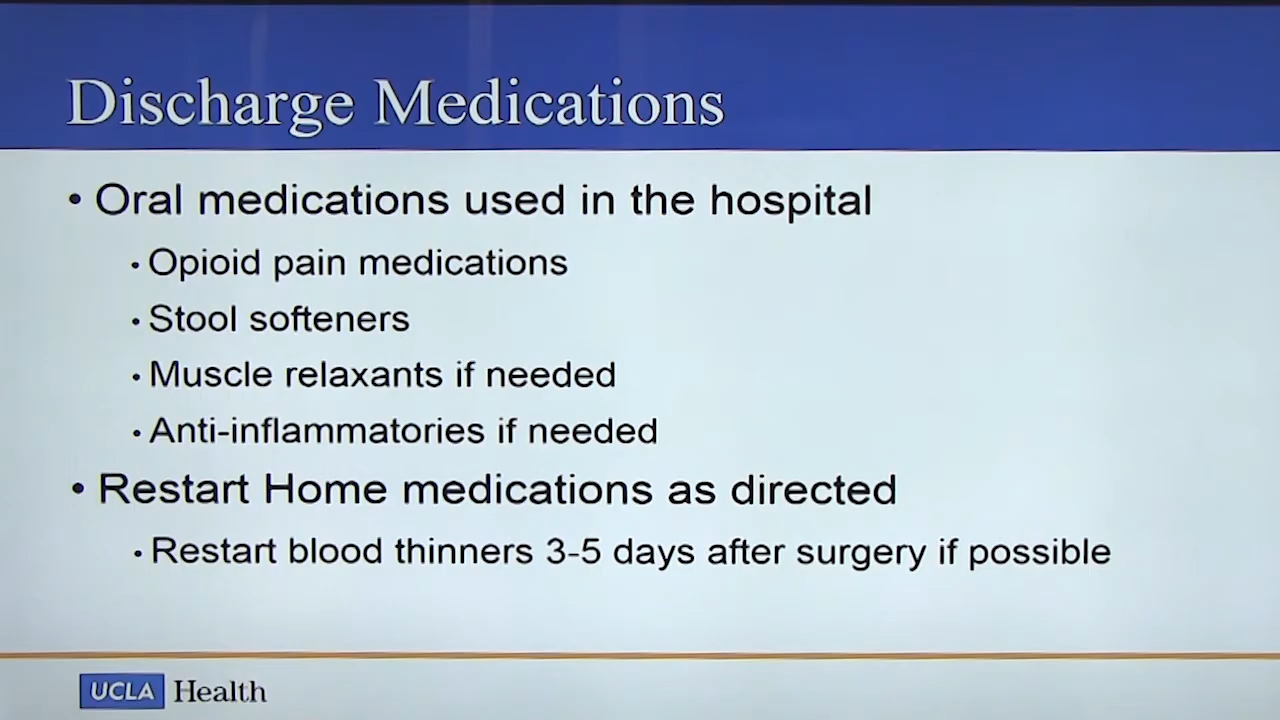 Discharge Medications
• Oral medications used in the hospital
• Opioid pain medications
• Stool softeners
• Muscle relaxants if needed
• Anti-inflammatories if needed
• Restart Home medications as directed
• Restart blood thinners 3-5 days after surgery if possible
UCLA Health